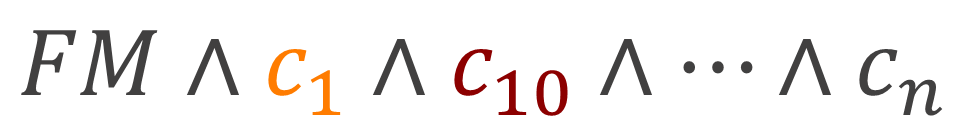 FM ∧ c₁ ∧ c₁₀ ∧ ⋯ ∧ cₙ